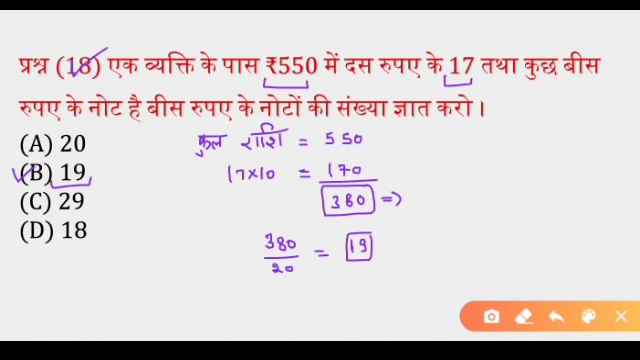 प्रश्न (18) एक व्यक्ति के पास ₹550 में दस रुपए के 17 तथा कुछ बीस
रुपए के नोट है बीस रुपए के नोटों की संख्या ज्ञात करो ।
(A) 20
(B) 19
(C) 29
(D) 18
कुल राशि = 550
17×10 = 170
380 =>
380/20 = 19